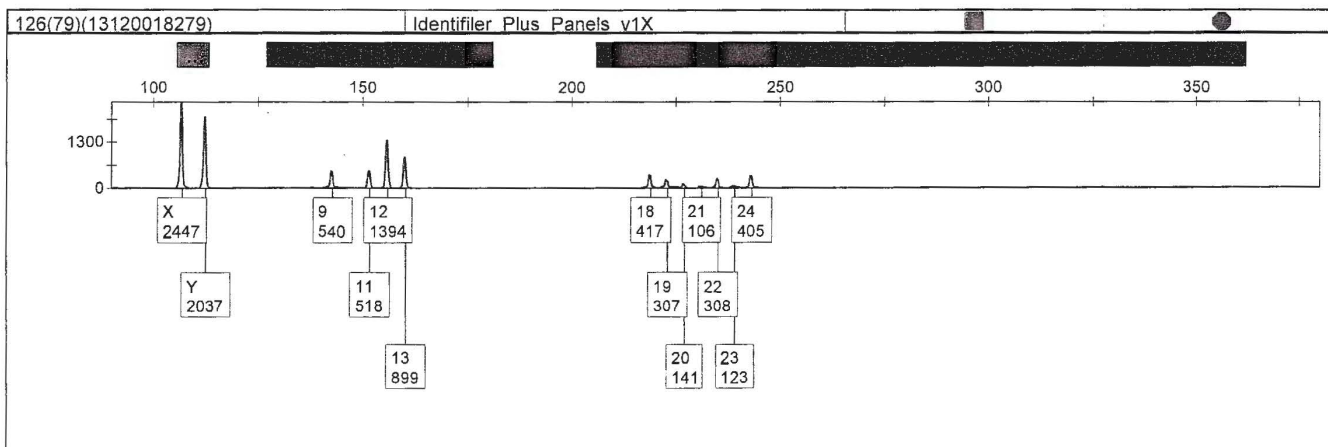 126(79)(13120018279) Identifiler_Plus_Panels_v1X
100 150 200 250 300 350
1300
0
X 9 12 18 21 24
2447 540 1394 417 106 405
Y 11 19 22
2037 518 307 308
13 20 23
899 141 123